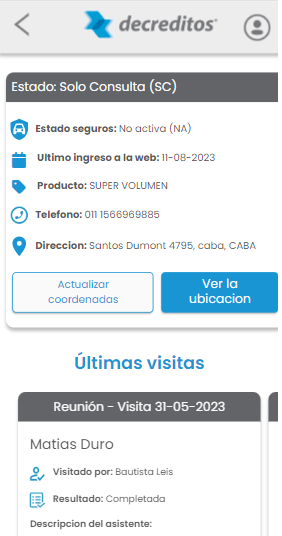 decreditos
Estado: Solo Consulta (SC)
Estado seguros: No activa (NA)
Ultimo ingreso a la web: 11-08-2023
Producto: SUPER VOLUMEN
Telefono: 011 1566969885
Direccion: Santos Dumont 4795, caba, CABA
Actualizar
coordenadas
Ver la
ubicacion
Últimas visitas
Reunión - Visita 31-05-2023
Matias Duro
Visitado por: Bautista Leis
Resultado: Completada
Descripcion del asistente: